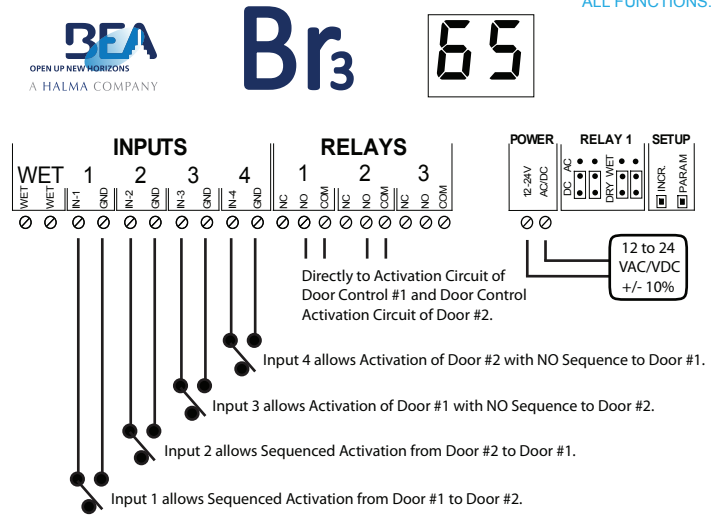 ALL FUNCTIONS.
BEA
OPEN UP NEW HORIZONS
A HALMA COMPANY
Br3
65
INPUTS
RELAYS
POWER
RELAY 1
SETUP
WET 1 2 3 4 1 2 3
WET WET IN-1 GND IN-2 GND IN-3 GND IN-4 GND NC NO COM NC NO COM NC NO COM
12-24V
AC/DC
DC AC
DRY WET
INCR.
PARAM
12 to 24
VAC/VDC
+/- 10%
Directly to Activation Circuit of
Door Control #1 and Door Control
Activation Circuit of Door #2.
Input 4 allows Activation of Door #2 with NO Sequence to Door #1.
Input 3 allows Activation of Door #1 with NO Sequence to Door #2.
Input 2 allows Sequenced Activation from Door #2 to Door #1.
Input 1 allows Sequenced Activation from Door #1 to Door #2.